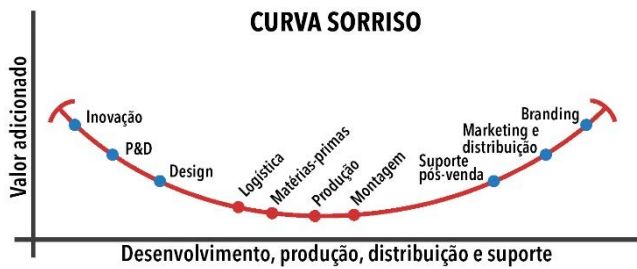 CURVA SORRISO
Valor adicionado
Inovação
P&D
Design
Logística
Matérias-primas
Produção
Montagem
Suporte
pós-venda
Marketing e
distribuição
Branding
Desenvolvimento, produção, distribuição e suporte